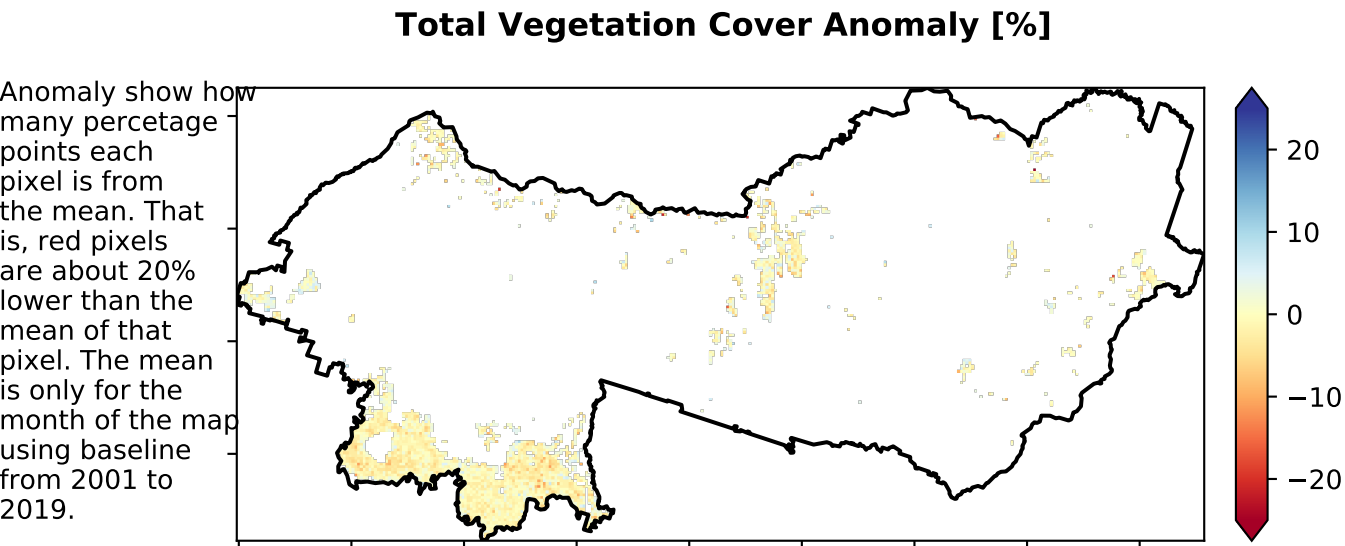 Total Vegetation Cover Anomaly [%]
Anomaly show how
many percetage
points each
pixel is from
the mean. That
is, red pixels
are about 20%
lower than the
mean of that
pixel. The mean
is only for the
month of the map
using baseline
from 2001 to
2019.
20
10
0
−10
−20